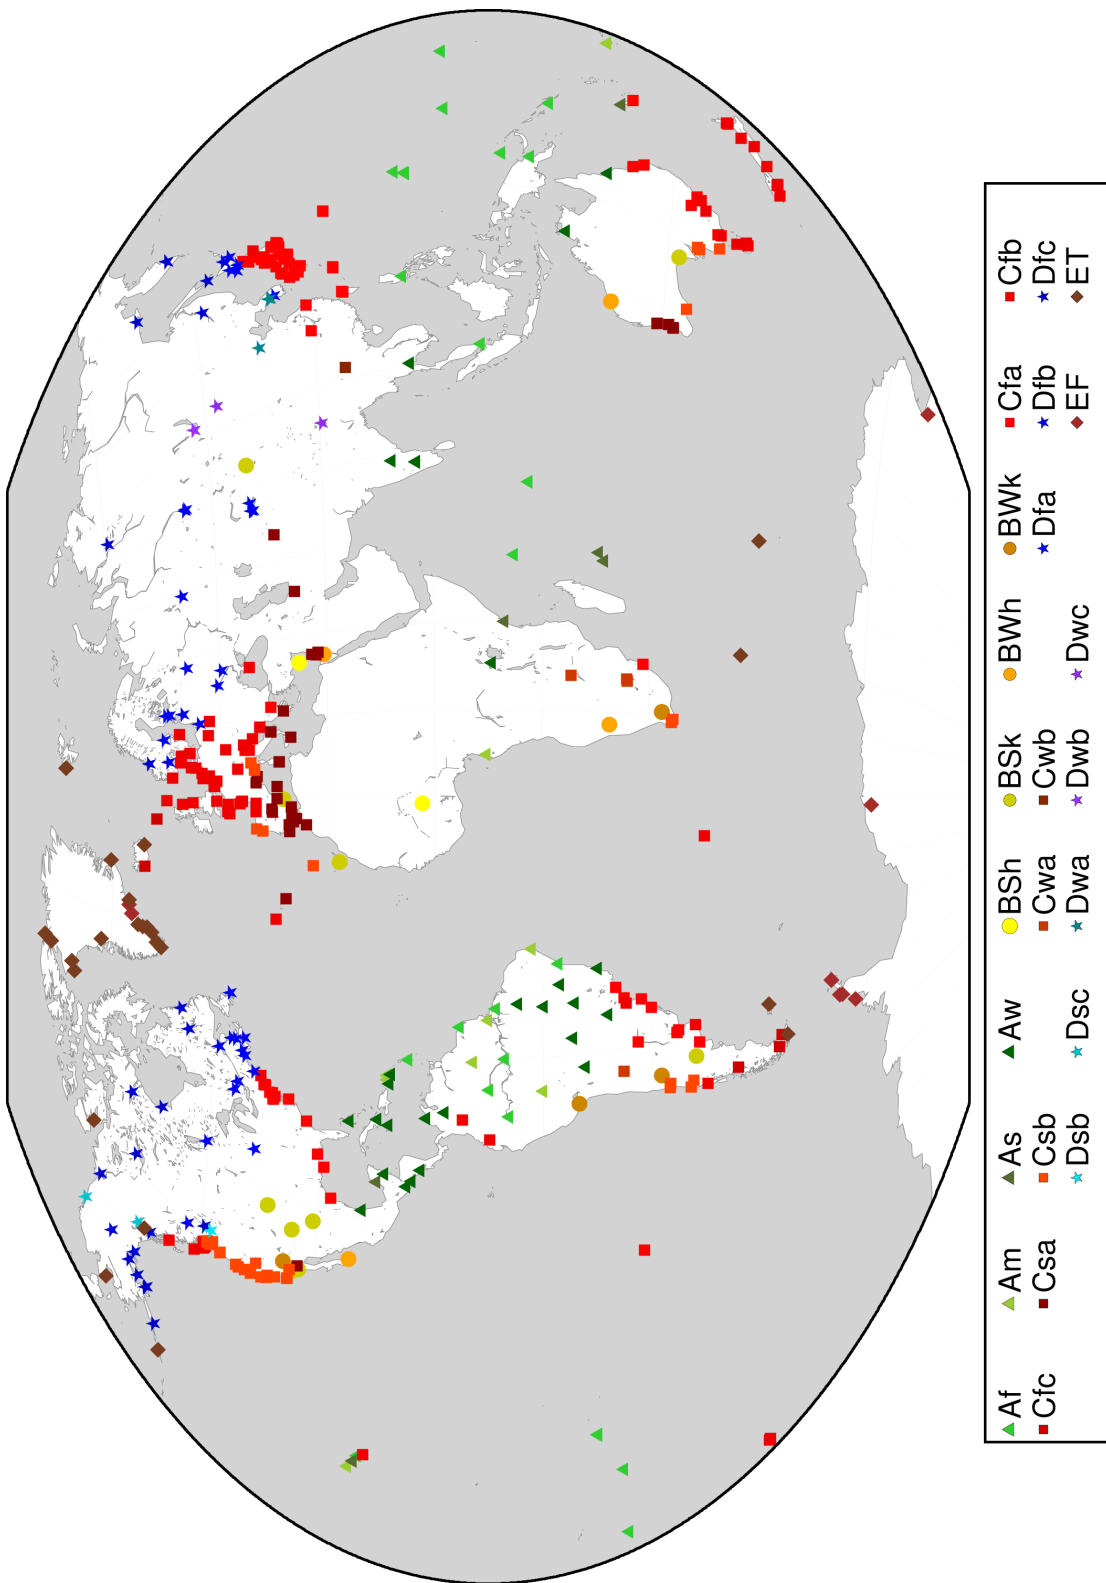 Af Am As Aw BSh BSk BWh BWk Cfa Cfb
Cfc Csa Csb Cwa Cwb Dfa Dfb Dfc
Dsb Dsc Dwa Dwb Dwc EF ET